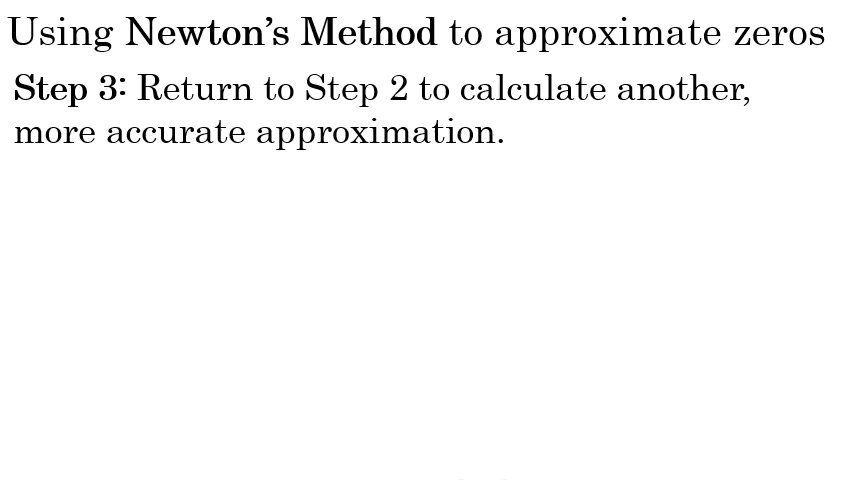 Using Newton’s Method to approximate zeros
Step 3: Return to Step 2 to calculate another,
more accurate approximation.